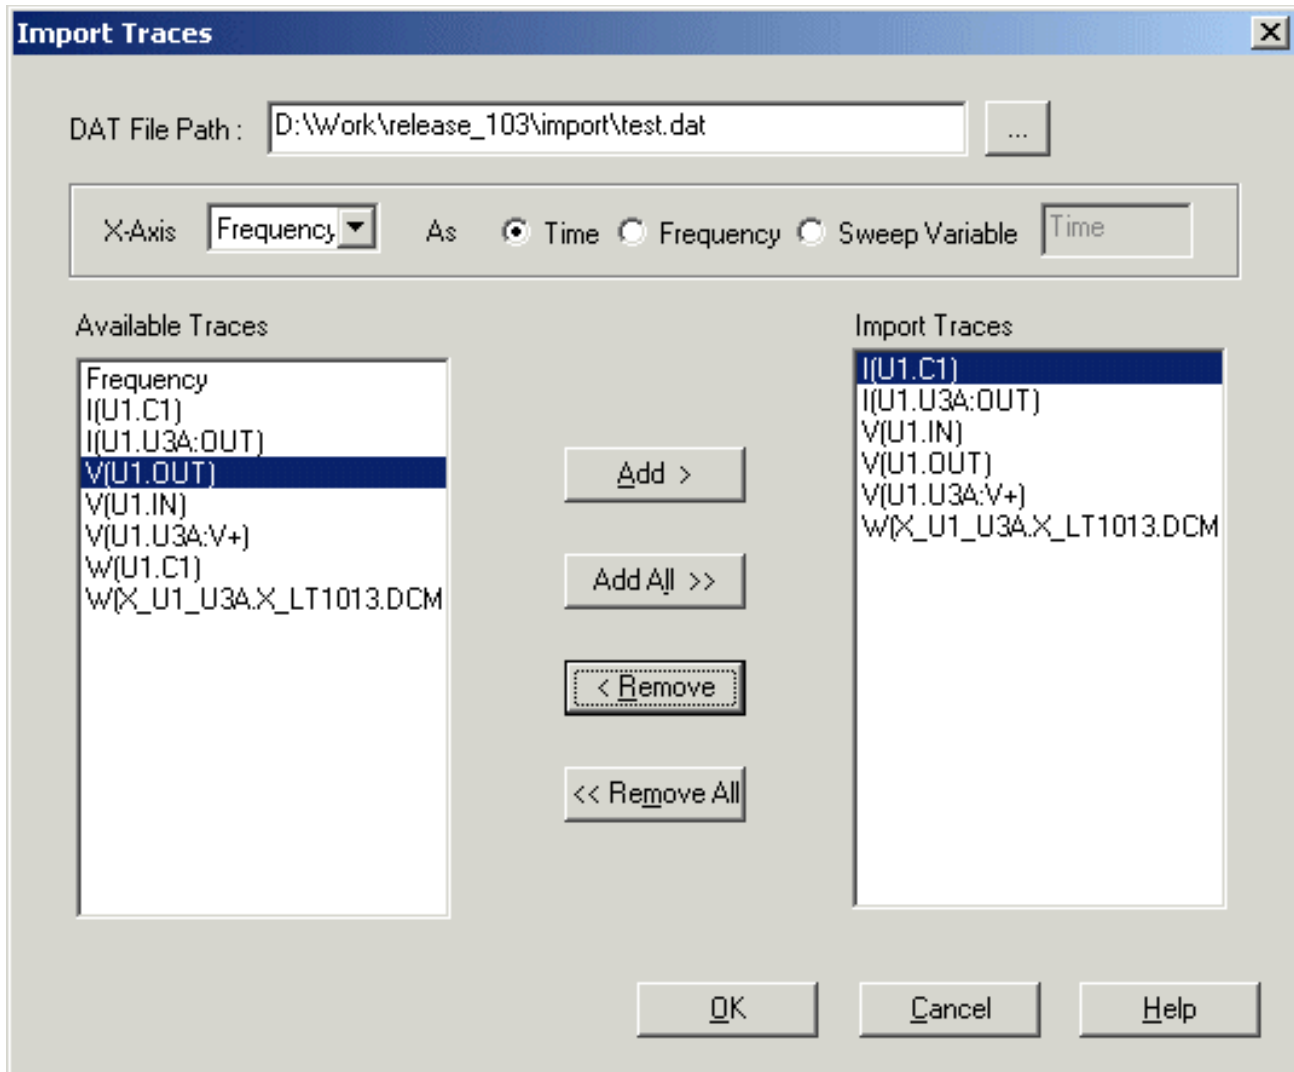 Import Traces
DAT File Path :
D:\Work\release_103\import\test.dat
...
X-Axis
Frequency
As
Time
Frequency
Sweep Variable
Time
Available Traces
Frequency
I(U1.C1)
I(U1.U3A:OUT)
V(U1.OUT)
V(U1.IN)
V(U1.U3A:V+)
W(U1.C1)
W(X_U1_U3A.X_LT1013.DCM
Add >
Add All >>
< Remove
<< Remove All
Import Traces
I(U1.C1)
I(U1.U3A:OUT)
V(U1.IN)
V(U1.OUT)
V(U1.U3A:V+)
W(X_U1_U3A.X_LT1013.DCM
OK
Cancel
Help